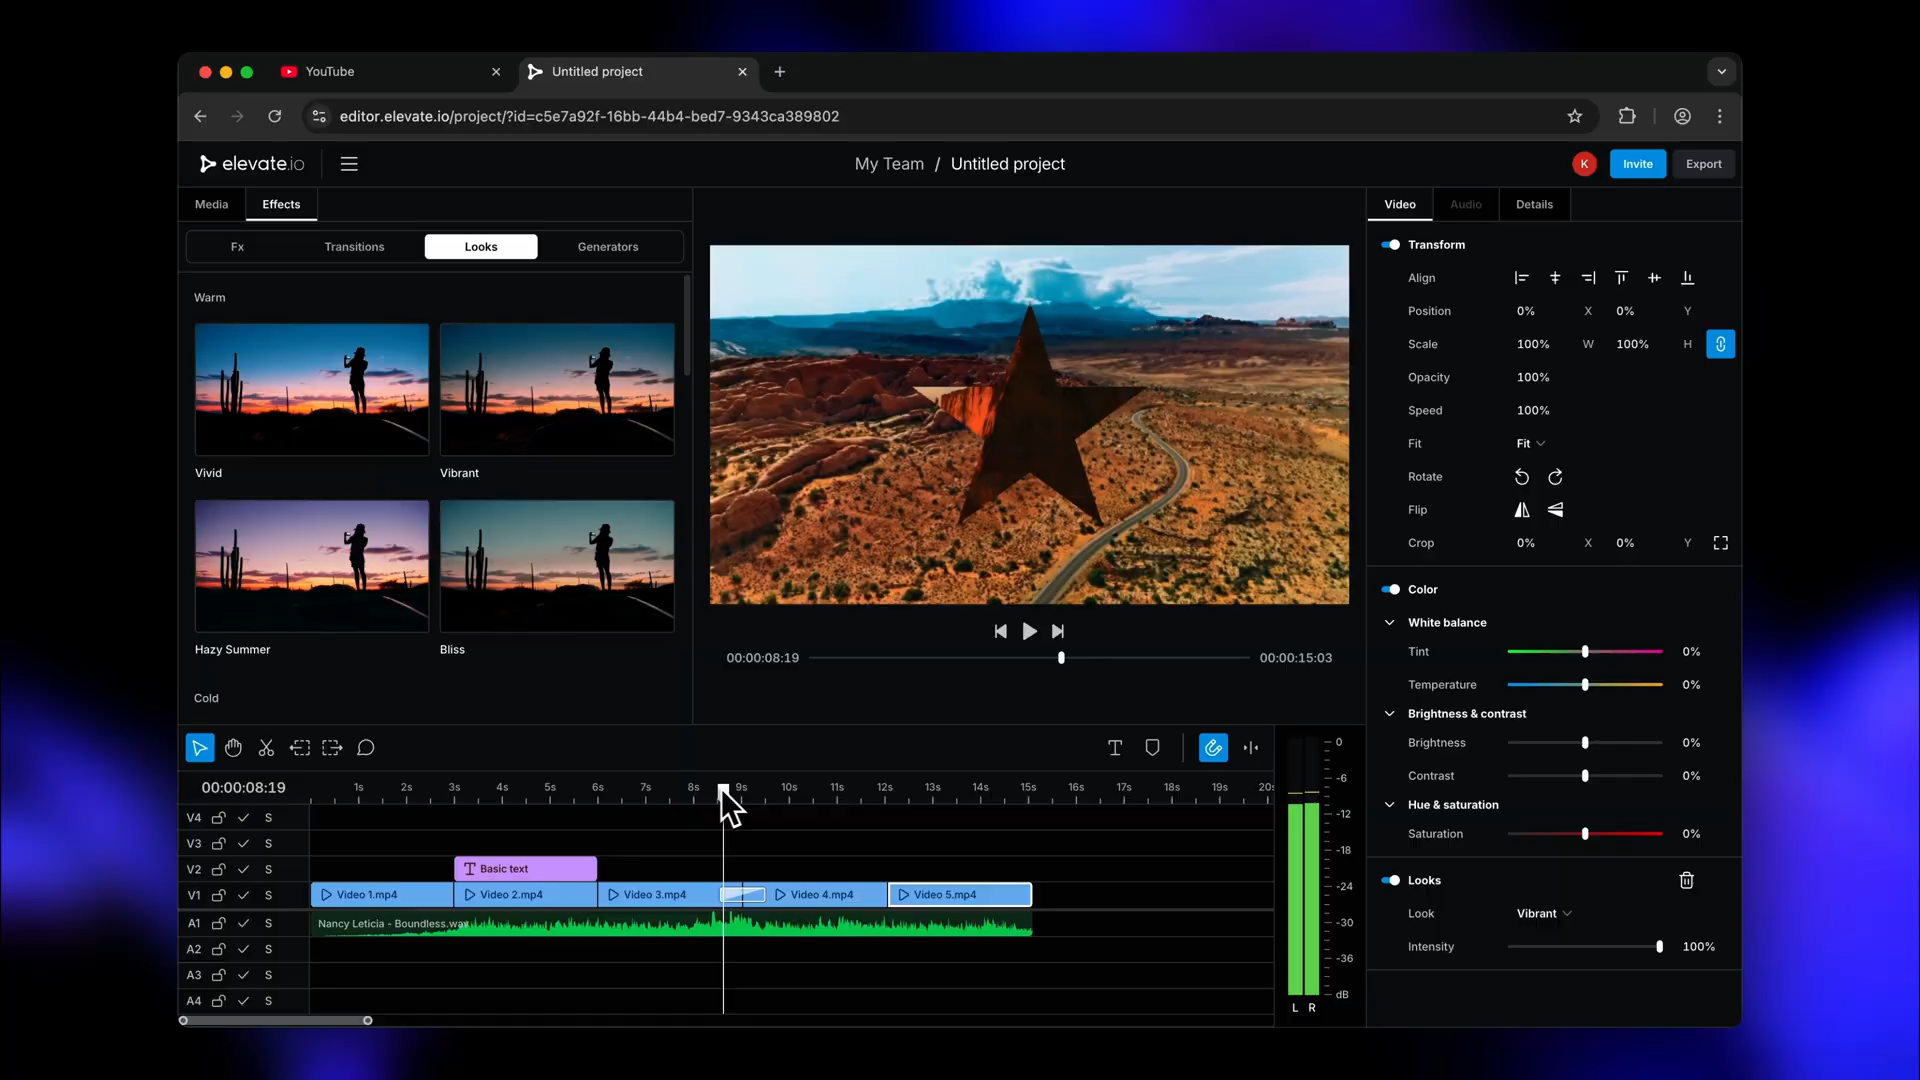 YouTube
Untitled project
editor.elevate.io/project/?id=c5e7a92f-16bb-44b4-bed7-9343ca389802
elevate.io
My Team / Untitled project
K
Invite
Export
Media
Effects
Fx
Transitions
Looks
Generators
Warm
Vivid
Vibrant
Hazy Summer
Bliss
Cold
00:00:08:19
00:00:15:03
Video
Audio
Details
Transform
Align
Position 0% X 0% Y
Scale 100% W 100% H
Opacity 100%
Speed 100%
Fit Fit
Rotate
Flip
Crop 0% X 0% Y
Color
White balance
Tint 0%
Temperature 0%
Brightness & contrast
Brightness 0%
Contrast 0%
Hue & saturation
Saturation 0%
Looks
Look Vibrant
Intensity 100%
00:00:08:19
1s 2s 3s 4s 5s 6s 7s 8s 9s 10s 11s 12s 13s 14s 15s 16s 17s 18s 19s 20s
V4 S
V3 S
V2 S Basic text
V1 S Video 1.mp4 Video 2.mp4 Video 3.mp4 Video 4.mp4 Video 5.mp4
A1 S Nancy Leticia - Boundless.wav
A2 S
A3 S
A4 S
0
-6
-12
-18
-24
-30
-36
dB
L R